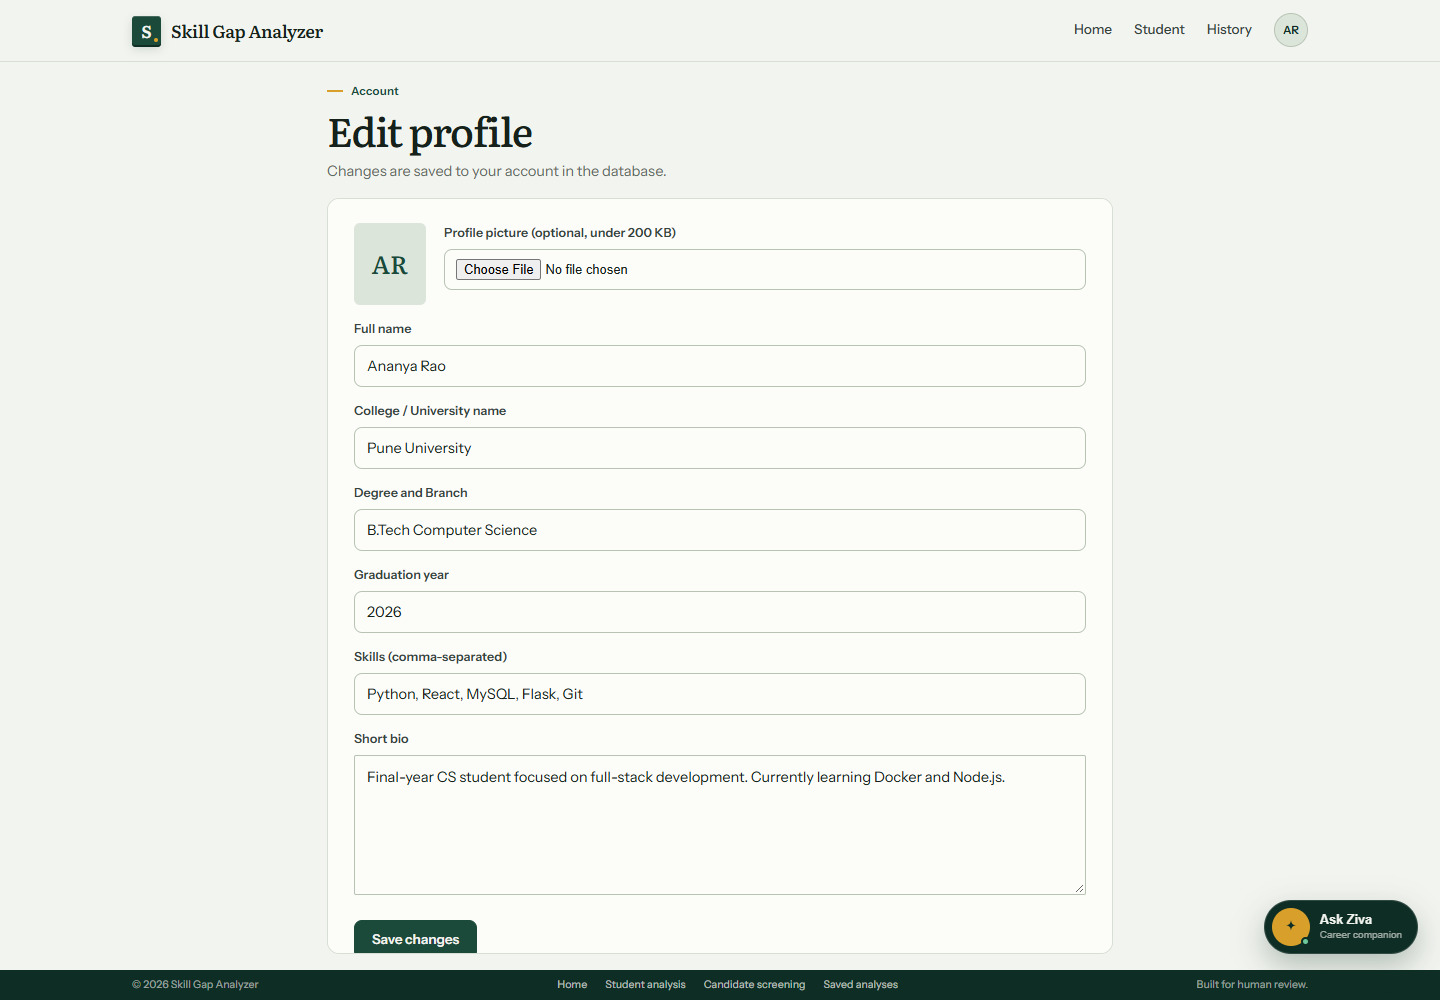 S.
Skill Gap Analyzer
Home
Student
History
AR
Account
Edit profile
Changes are saved to your account in the database.
AR
Profile picture (optional, under 200 KB)
Choose File No file chosen
Full name
Ananya Rao
College / University name
Pune University
Degree and Branch
B.Tech Computer Science
Graduation year
2026
Skills (comma-separated)
Python, React, MySQL, Flask, Git
Short bio
Final-year CS student focused on full-stack development. Currently learning Docker and Node.js.
Save changes
Ask Ziva
Career companion
© 2026 Skill Gap Analyzer
Home
Student analysis
Candidate screening
Saved analyses
Built for human review.